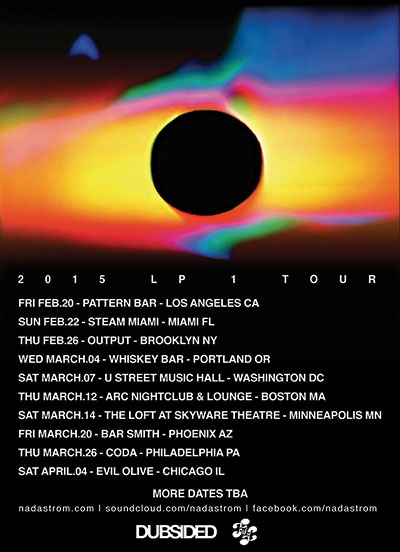 2015 LP 1 TOUR
FRI FEB.20 - PATTERN BAR - LOS ANGELES CA
SUN FEB.22 - STEAM MIAMI - MIAMI FL
THU FEB.26 - OUTPUT - BROOKLYN NY
WED MARCH.04 - WHISKEY BAR - PORTLAND OR
SAT MARCH.07 - U STREET MUSIC HALL - WASHINGTON DC
THU MARCH.12 - ARC NIGHTCLUB & LOUNGE - BOSTON MA
SAT MARCH.14 - THE LOFT AT SKYWARE THEATRE - MINNEAPOLIS MN
FRI MARCH.20 - BAR SMITH - PHOENIX AZ
THU MARCH.26 - CODA - PHILADELPHIA PA
SAT APRIL.04 - EVIL OLIVE - CHICAGO IL
MORE DATES TBA
nadastrom.com | soundcloud.com/nadastrom | facebook.com/nadastrom
DUBSIDED